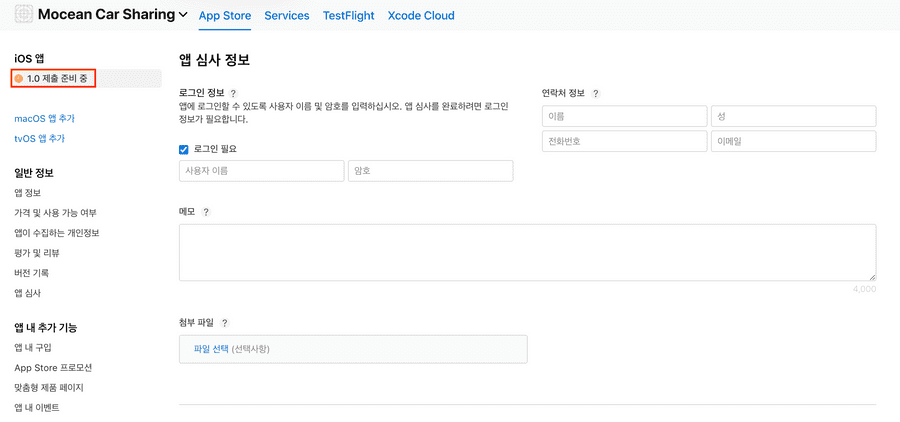 Mocean Car Sharing
App Store
Services
TestFlight
Xcode Cloud
iOS 앱
1.0 제출 준비 중
macOS 앱 추가
tvOS 앱 추가
일반 정보
앱 정보
가격 및 사용 가능 여부
앱이 수집하는 개인정보
평가 및 리뷰
버전 기록
앱 심사
앱 내 추가 기능
앱 내 구입
App Store 프로모션
맞춤형 제품 페이지
앱 내 이벤트
앱 심사 정보
로그인 정보 ?
앱에 로그인할 수 있도록 사용자 이름 및 암호를 입력하십시오. 앱 심사를 완료하려면 로그인
정보가 필요합니다.
로그인 필요
사용자 이름
암호
연락처 정보 ?
이름
성
전화번호
이메일
메모 ?
4,000
첨부 파일 ?
파일 선택 (선택사항)